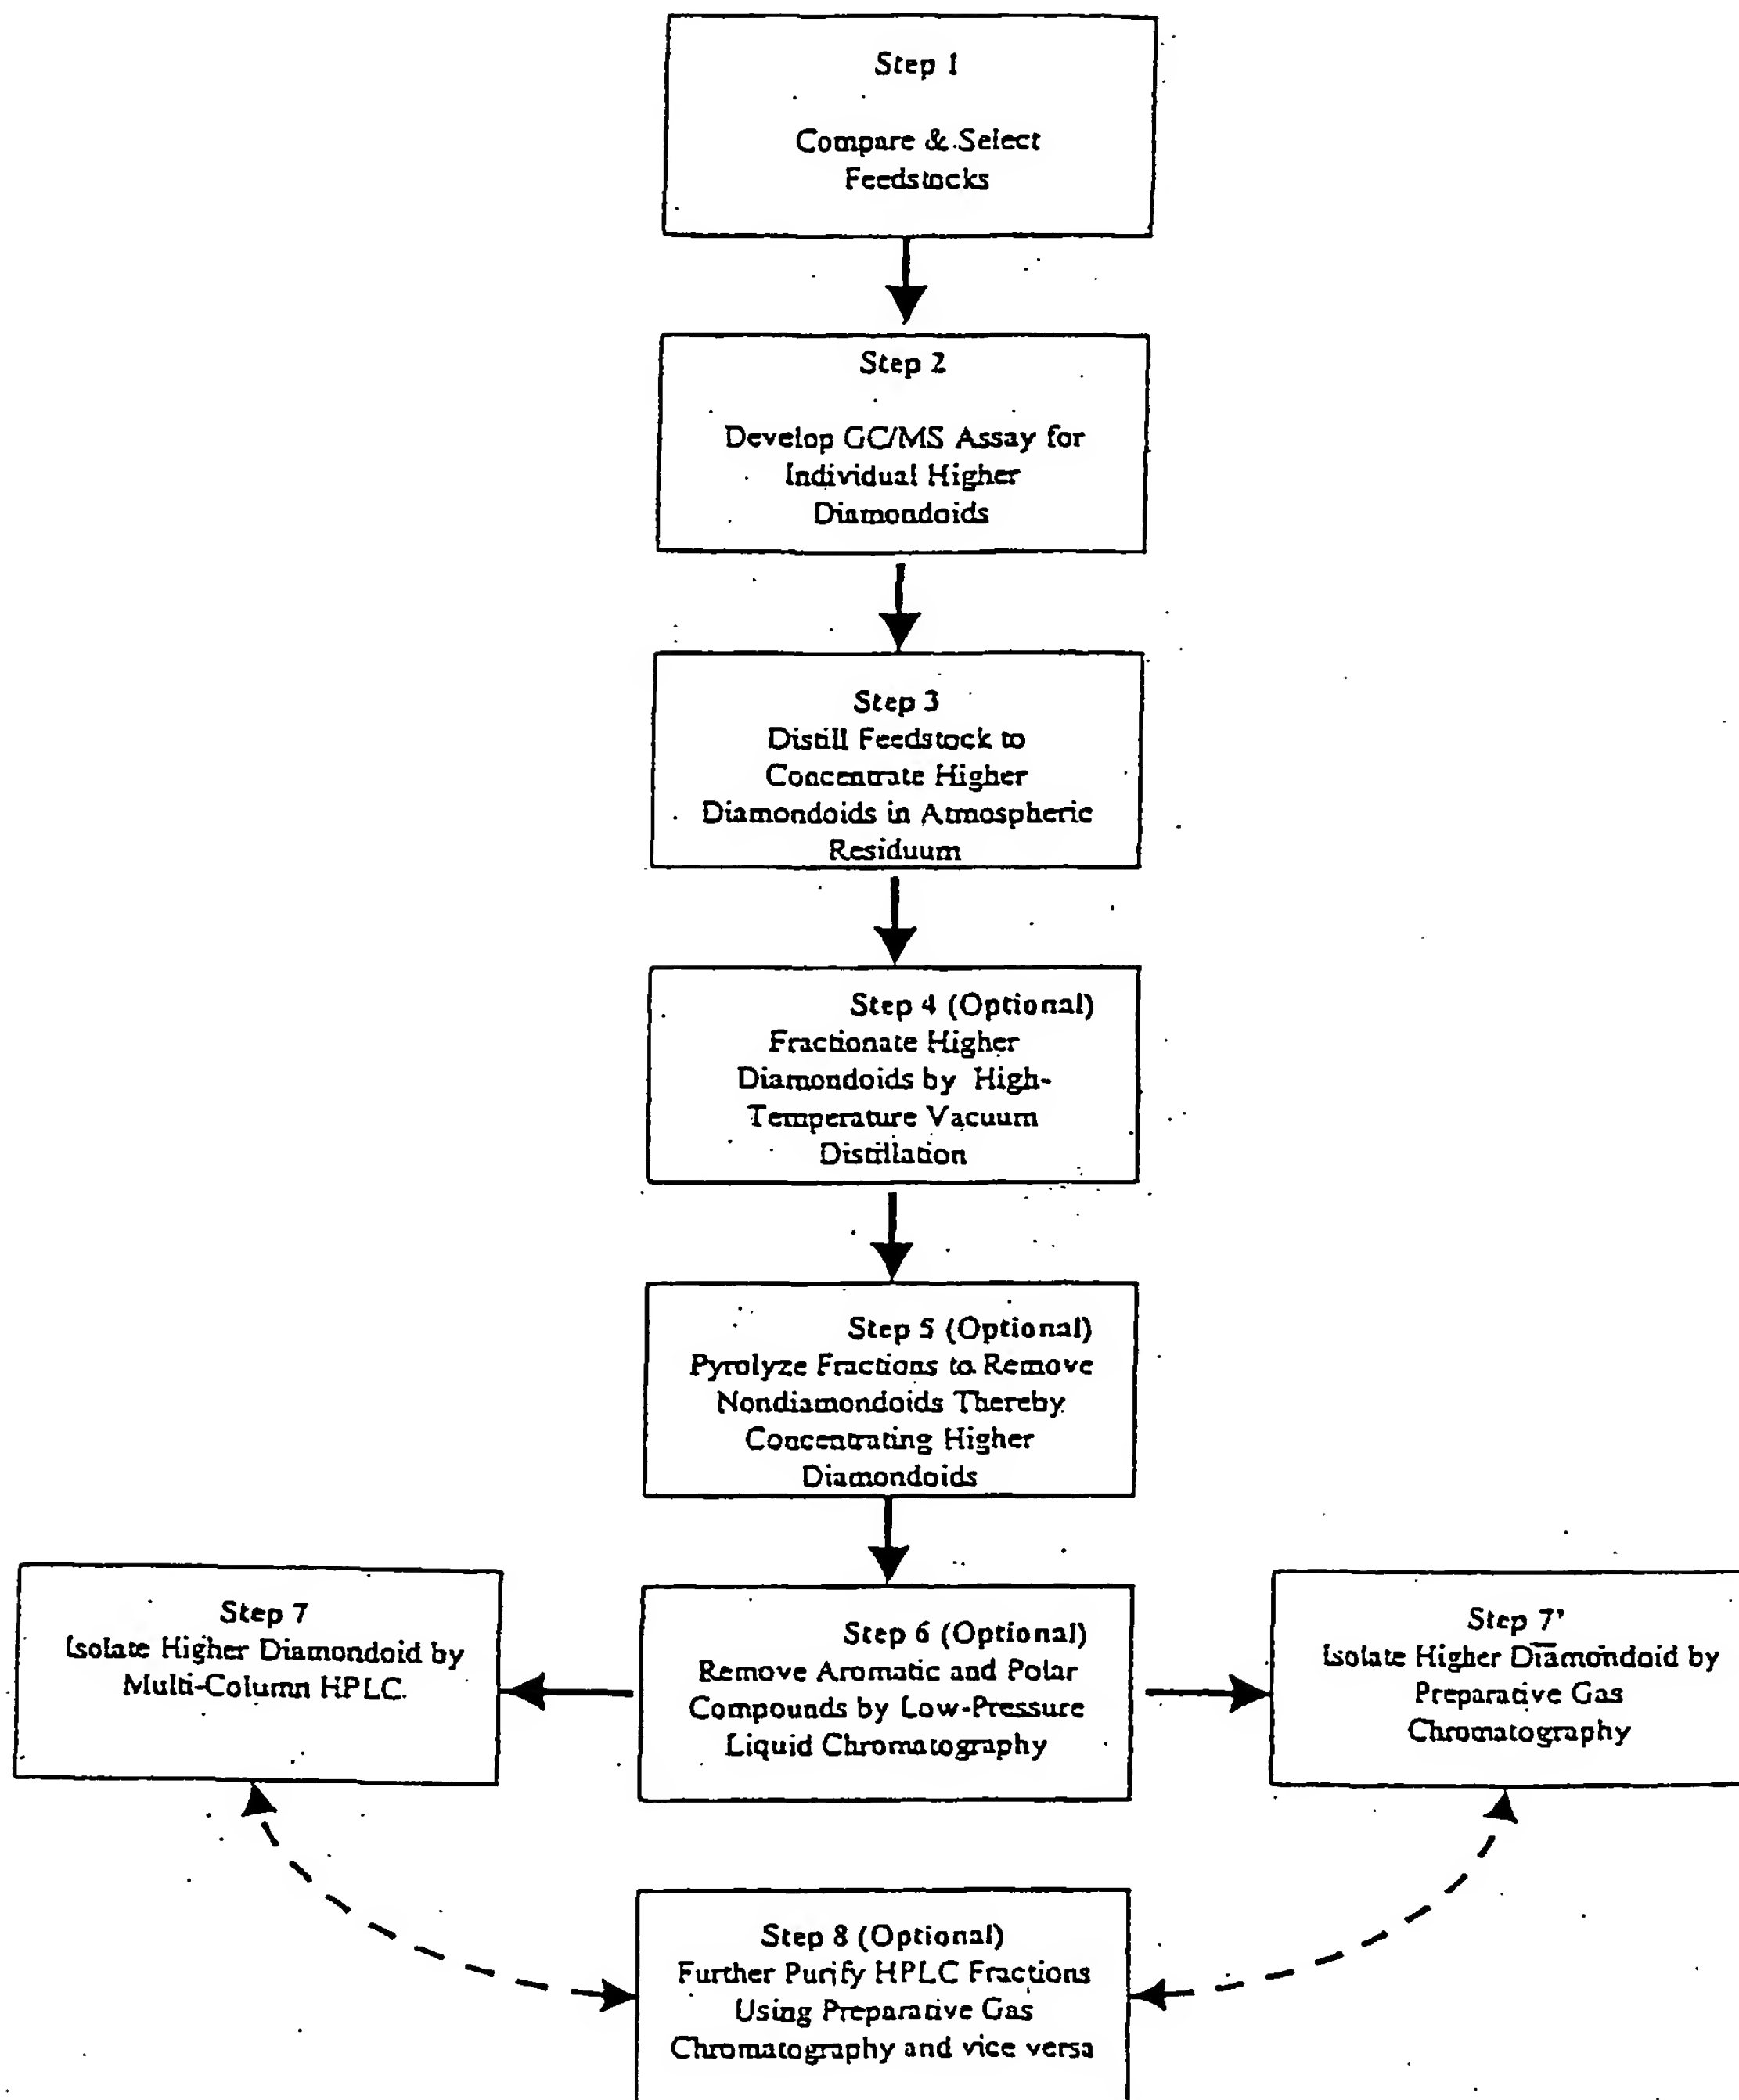 Step 1
Compare & Select
Feedstocks
Step 2
Develop GC/MS Assay for
Individual Higher
Diamondoids
Step 3
Distill Feedstock to
Concentrate Higher
Diamondoids in Atmospheric
Residuum
Step 4 (Optional)
Fractionate Higher
Diamondoids by High-
Temperature Vacuum
Distillation
Step 5 (Optional)
Pyrolyze Fractions to Remove
Nondiamondoids Thereby
Concentrating Higher
Diamondoids
Step 7
Isolate Higher Diamondoid by
Multi-Column HPLC.
Step 6 (Optional)
Remove Aromatic and Polar
Compounds by Low-Pressure
Liquid Chromatography
Step 7'
Isolate Higher Diamondoid by
Preparative Gas
Chromatography
Step 8 (Optional)
Further Purify HPLC Fractions
Using Preparative Gas
Chromatography and vice versa